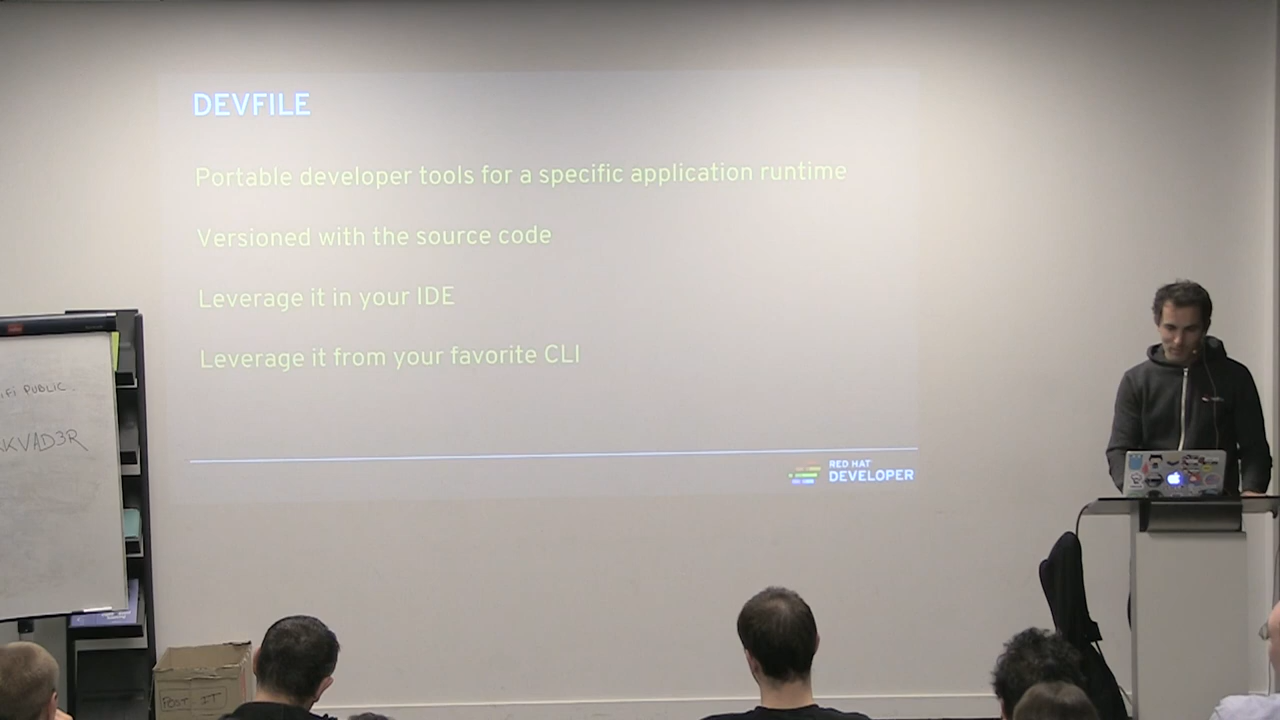 DEVFILE
Portable developer tools for a specific application runtime
Versioned with the source code
Leverage it in your IDE
Leverage it from your favorite CLI
RED HAT
DEVELOPER
PUBLIC
KVAD3R
POST IT